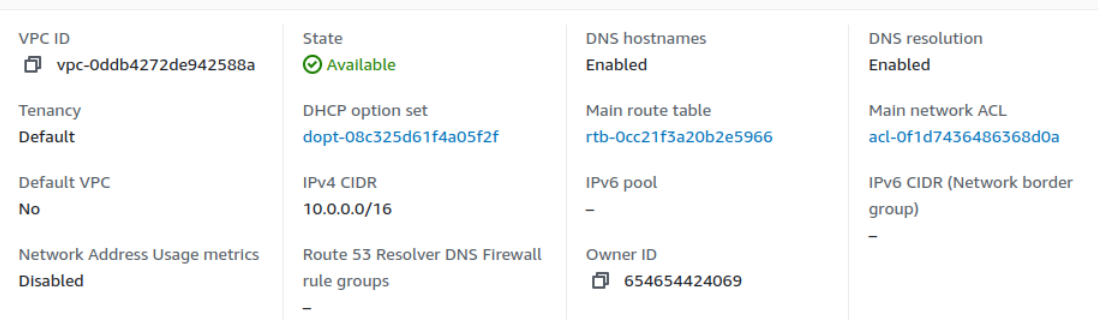 VPC ID
vpc-0ddb4272de942588a
State
Available
DNS hostnames
Enabled
DNS resolution
Enabled
Tenancy
Default
DHCP option set
dopt-08c325d61f4a05f2f
Main route table
rtb-0cc21f3a20b2e5966
Main network ACL
acl-0f1d7436486368d0a
Default VPC
No
IPv4 CIDR
10.0.0.0/16
IPv6 pool
–
IPv6 CIDR (Network border
group)
–
Network Address Usage metrics
Disabled
Route 53 Resolver DNS Firewall
rule groups
–
Owner ID
654654424069